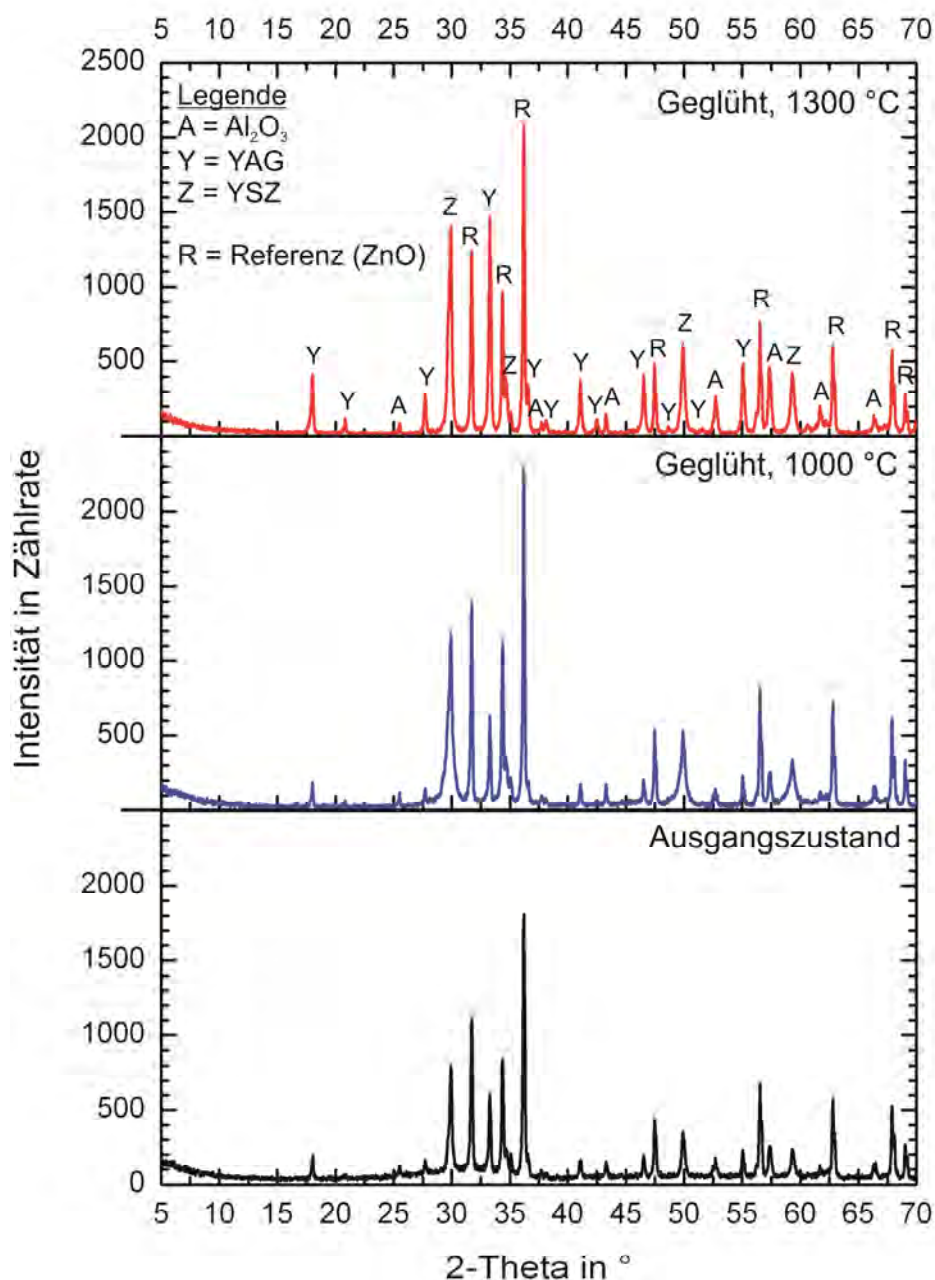 5 10 15 20 25 30 35 40 45 50 55 60 65 70
2500
2000
1500
1000
500
Legende
A = Al₂O₃
Y = YAG
Z = YSZ
R = Referenz (ZnO)
Geglüht, 1300 °C
Y Y A Y Z R Y R Z R Y A Y Y Y A Y R Y Z Y A Y R A Z A R A R R
Geglüht, 1000 °C
2000
1500
1000
500
Ausgangszustand
2000
1500
1000
500
0
5 10 15 20 25 30 35 40 45 50 55 60 65 70
Intensität in Zählrate
2-Theta in °